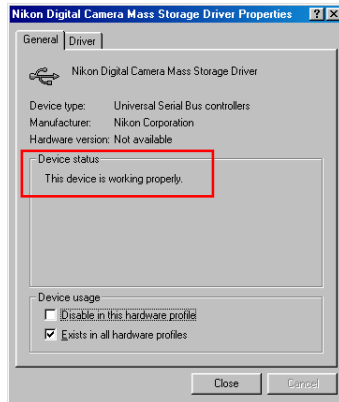 Nikon Digital Camera Mass Storage Driver Properties
General Driver
Nikon Digital Camera Mass Storage Driver
Device type: Universal Serial Bus controllers
Manufacturer: Nikon Corporation
Hardware version: Not available
Device status
This device is working properly.
Device usage
Disable in this hardware profile
Exists in all hardware profiles
Close Cancel